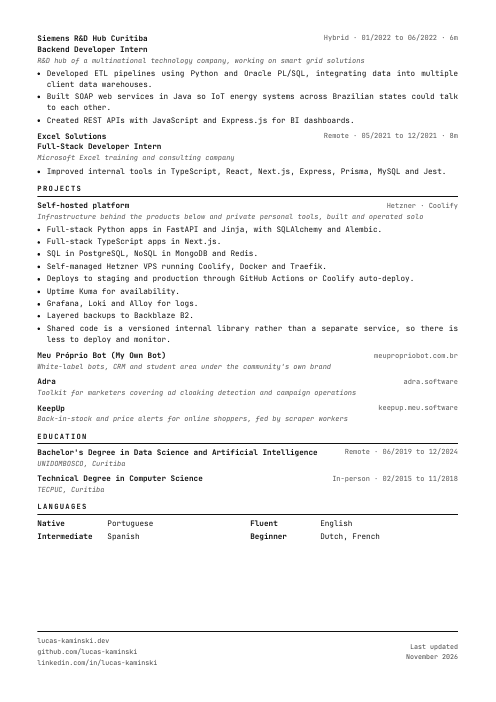 Siemens R&D Hub Curitiba Hybrid · 01/2022 to 06/2022 · 6m
Backend Developer Intern
R&D hub of a multinational technology company, working on smart grid solutions
• Developed ETL pipelines using Python and Oracle PL/SQL, integrating data into multiple
client data warehouses.
• Built SOAP web services in Java so IoT energy systems across Brazilian states could talk
to each other.
• Created REST APIs with JavaScript and Express.js for BI dashboards.
Excel Solutions Remote · 05/2021 to 12/2021 · 8m
Full-Stack Developer Intern
Microsoft Excel training and consulting company
• Improved internal tools in TypeScript, React, Next.js, Express, Prisma, MySQL and Jest.
PROJECTS
Self-hosted platform Hetzner · Coolify
Infrastructure behind the products below and private personal tools, built and operated solo
• Full-stack Python apps in FastAPI and Jinja, with SQLAlchemy and Alembic.
• Full-stack TypeScript apps in Next.js.
• SQL in PostgreSQL, NoSQL in MongoDB and Redis.
• Self-managed Hetzner VPS running Coolify, Docker and Traefik.
• Deploys to staging and production through GitHub Actions or Coolify auto-deploy.
• Uptime Kuma for availability.
• Grafana, Loki and Alloy for logs.
• Layered backups to Backblaze B2.
• Shared code is a versioned internal library rather than a separate service, so there is
less to deploy and monitor.
Meu Próprio Bot (My Own Bot) meupropriobot.com.br
White-label bots, CRM and student area under the community's own brand
Adra adra.software
Toolkit for marketers covering ad cloaking detection and campaign operations
KeepUp keepup.meu.software
Back-in-stock and price alerts for online shoppers, fed by scraper workers
EDUCATION
Bachelor's Degree in Data Science and Artificial Intelligence Remote · 06/2019 to 12/2024
UNIDOMBOSCO, Curitiba
Technical Degree in Computer Science In-person · 02/2015 to 11/2018
TECPUC, Curitiba
LANGUAGES
Native Portuguese Fluent English
Intermediate Spanish Beginner Dutch, French
lucas-kaminski.dev
github.com/lucas-kaminski
linkedin.com/in/lucas-kaminski
Last updated
November 2026